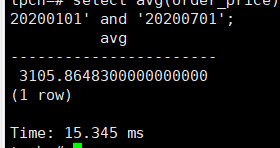 tpch=# select avg(order_price)
20200101' and '20200701';
avg
------------------------
3105.8648300000000000
(1 row)
Time: 15.345 ms